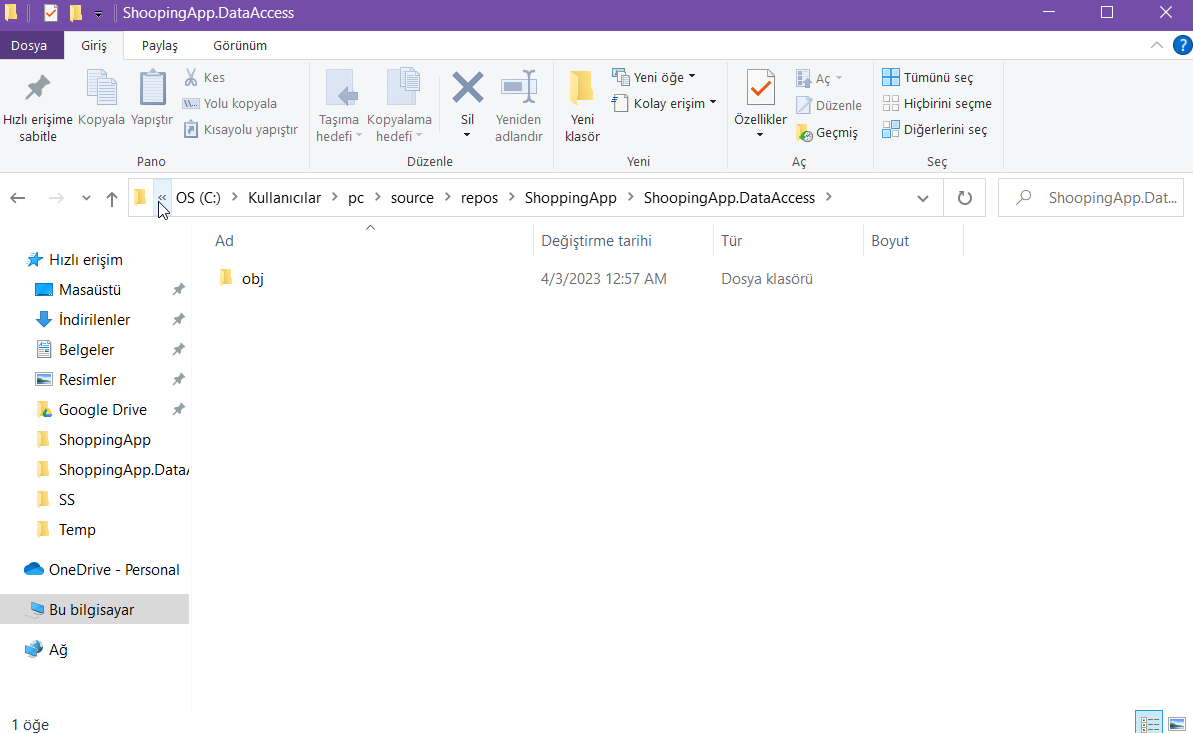 ShoopingApp.DataAccess
Dosya Giriş Paylaş Görünüm
Hızlı erişime sabitle
Kopyala
Yapıştır
Kes
Yolu kopyala
Kısayolu yapıştır
Pano
Taşıma hedefi
Kopyalama hedefi
Sil
Yeniden adlandır
Düzenle
Yeni klasör
Yeni öğe
Kolay erişim
Yeni
Özellikler
Aç
Düzenle
Geçmiş
Aç
Tümünü seç
Hiçbirini seçme
Diğerlerini seç
Seç
« OS (C:) > Kullanıcılar > pc > source > repos > ShoppingApp > ShoopingApp.DataAccess >
ShoopingApp.Dat...
Ad Değiştirme tarihi Tür Boyut
obj 4/3/2023 12:57 AM Dosya klasörü
Hızlı erişim
Masaüstü
İndirilenler
Belgeler
Resimler
Google Drive
ShoppingApp
ShoppingApp.DataA
SS
Temp
OneDrive - Personal
Bu bilgisayar
Ağ
1 öğe